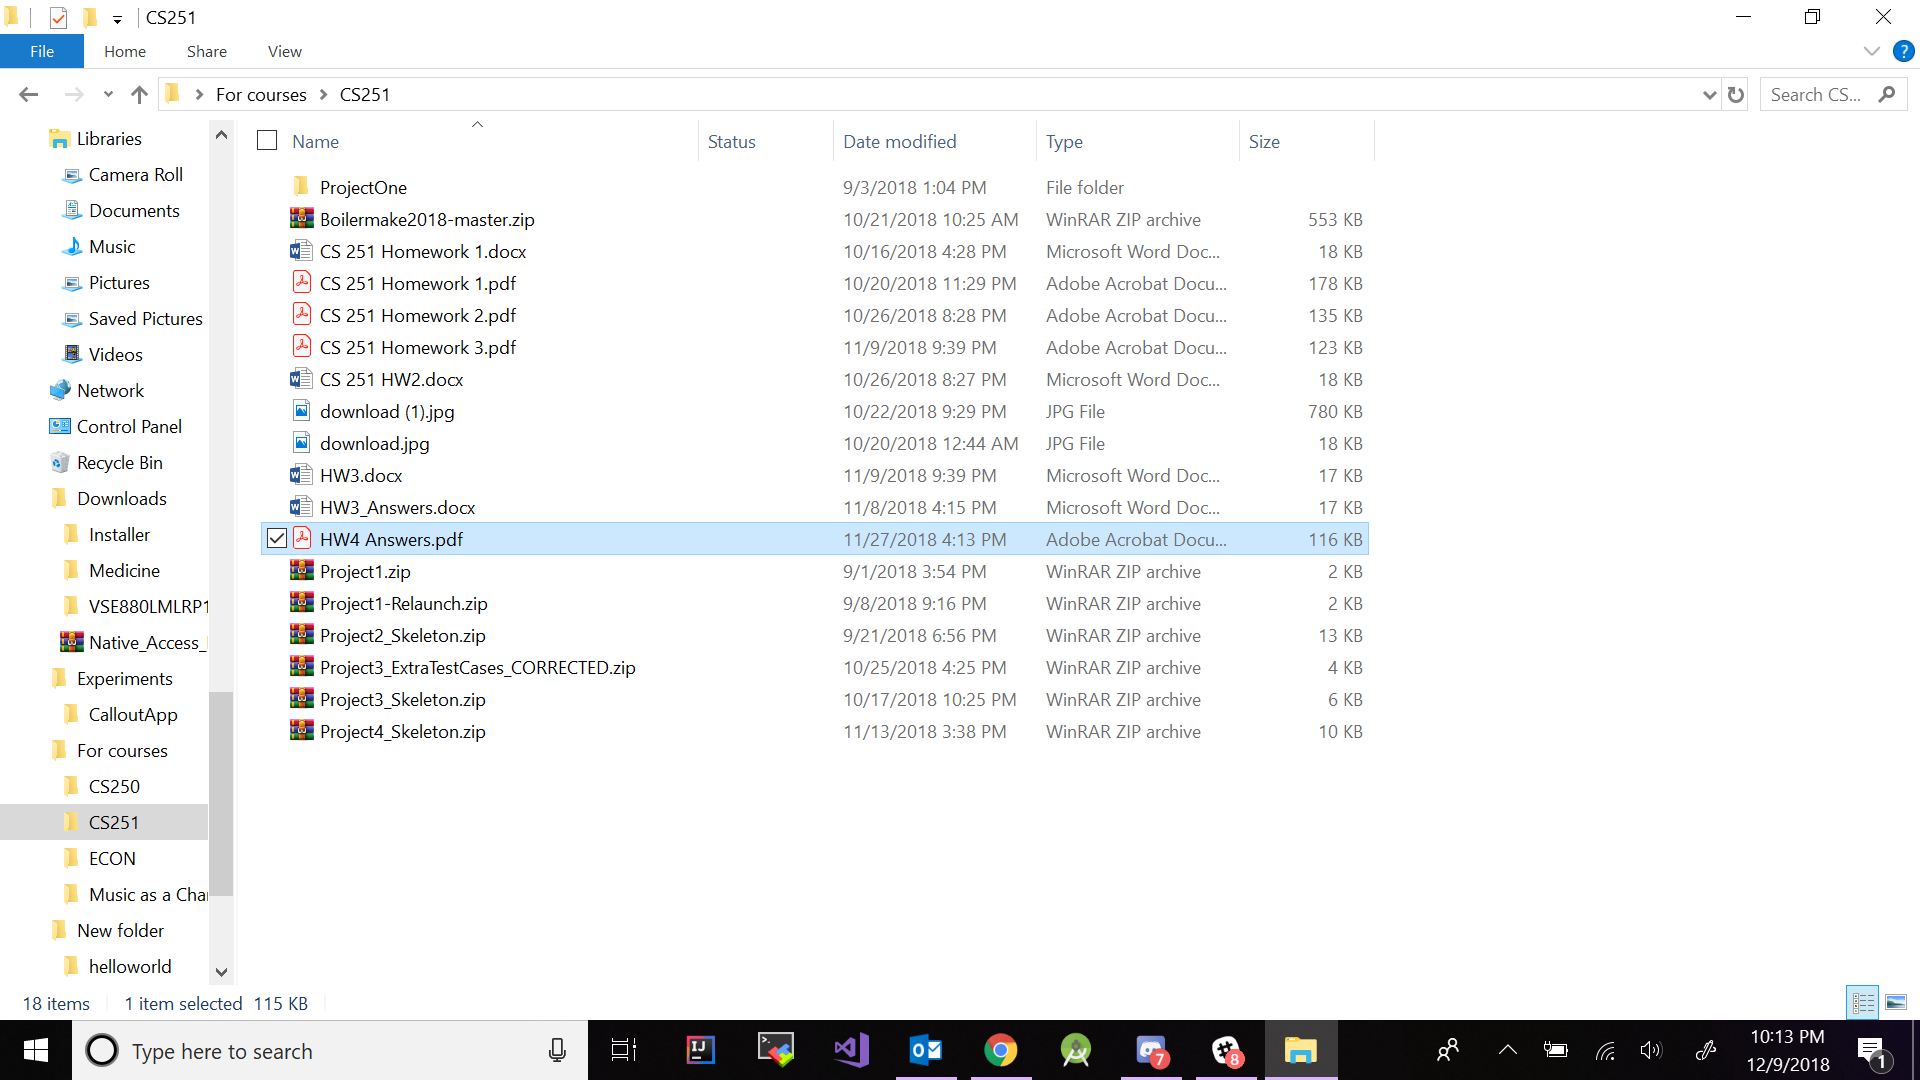 CS251
File Home Share View ?
For courses CS251 Search CS...
Libraries
Camera Roll
Documents
Music
Pictures
Saved Pictures
Videos
Network
Control Panel
Recycle Bin
Downloads
Installer
Medicine
VSE880LMLRP1
Native_Access_
Experiments
CalloutApp
For courses
CS250
CS251
ECON
Music as a Cha
New folder
helloworld
Name Status Date modified Type Size
ProjectOne 9/3/2018 1:04 PM File folder
Boilermake2018-master.zip 10/21/2018 10:25 AM WinRAR ZIP archive 553 KB
CS 251 Homework 1.docx 10/16/2018 4:28 PM Microsoft Word Doc... 18 KB
CS 251 Homework 1.pdf 10/20/2018 11:29 PM Adobe Acrobat Docu... 178 KB
CS 251 Homework 2.pdf 10/26/2018 8:28 PM Adobe Acrobat Docu... 135 KB
CS 251 Homework 3.pdf 11/9/2018 9:39 PM Adobe Acrobat Docu... 123 KB
CS 251 HW2.docx 10/26/2018 8:27 PM Microsoft Word Doc... 18 KB
download (1).jpg 10/22/2018 9:29 PM JPG File 780 KB
download.jpg 10/20/2018 12:44 AM JPG File 18 KB
HW3.docx 11/9/2018 9:39 PM Microsoft Word Doc... 17 KB
HW3_Answers.docx 11/8/2018 4:15 PM Microsoft Word Doc... 17 KB
HW4 Answers.pdf 11/27/2018 4:13 PM Adobe Acrobat Docu... 116 KB
Project1.zip 9/1/2018 3:54 PM WinRAR ZIP archive 2 KB
Project1-Relaunch.zip 9/8/2018 9:16 PM WinRAR ZIP archive 2 KB
Project2_Skeleton.zip 9/21/2018 6:56 PM WinRAR ZIP archive 13 KB
Project3_ExtraTestCases_CORRECTED.zip 10/25/2018 4:25 PM WinRAR ZIP archive 4 KB
Project3_Skeleton.zip 10/17/2018 10:25 PM WinRAR ZIP archive 6 KB
Project4_Skeleton.zip 11/13/2018 3:38 PM WinRAR ZIP archive 10 KB
18 items 1 item selected 115 KB
Type here to search IJ 7 8 10:13 PM 1
12/9/2018